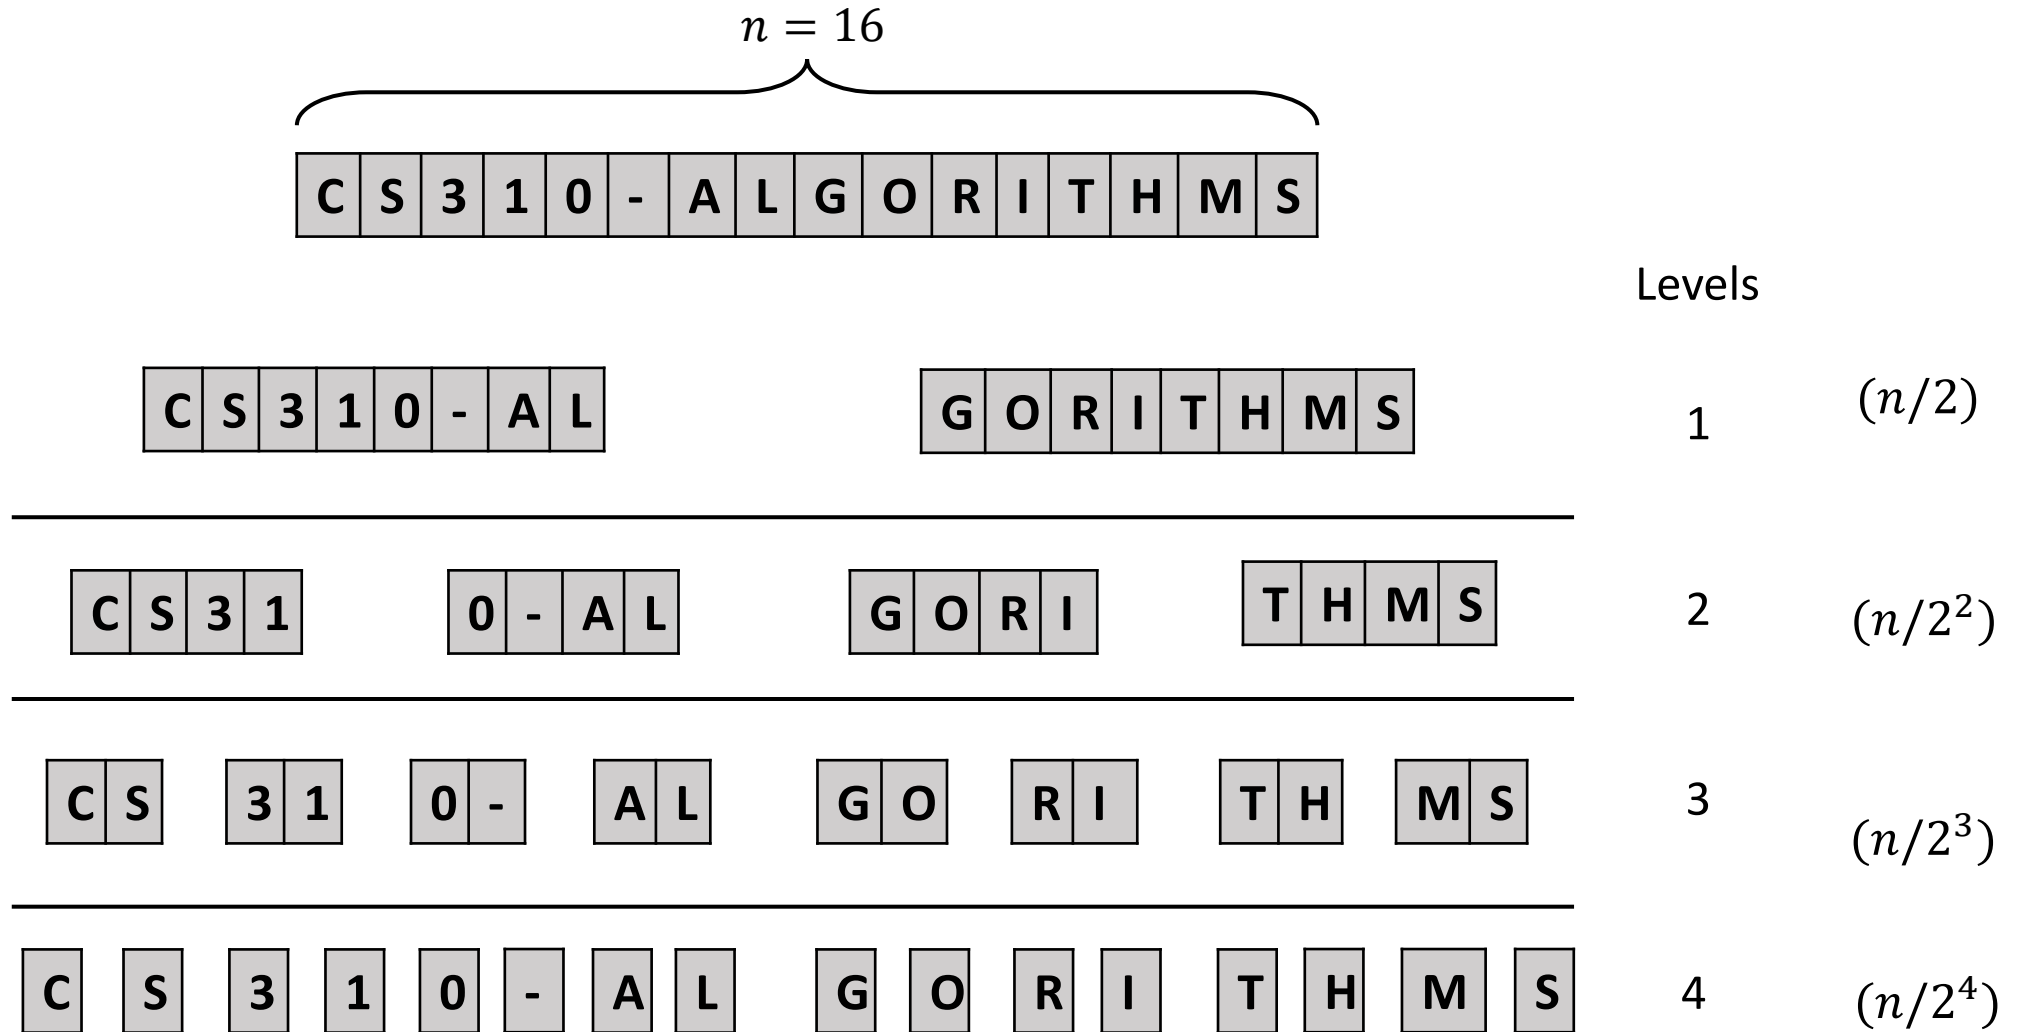 n = 16
C S 3 1 0 - A L G O R I T H M S
Levels
C S 3 1 0 - A L G O R I T H M S 1 (n/2)
C S 3 1 0 - A L G O R I T H M S 2 (n/2²)
C S 3 1 0 - A L G O R I T H M S 3 (n/2³)
C S 3 1 0 - A L G O R I T H M S 4 (n/2⁴)